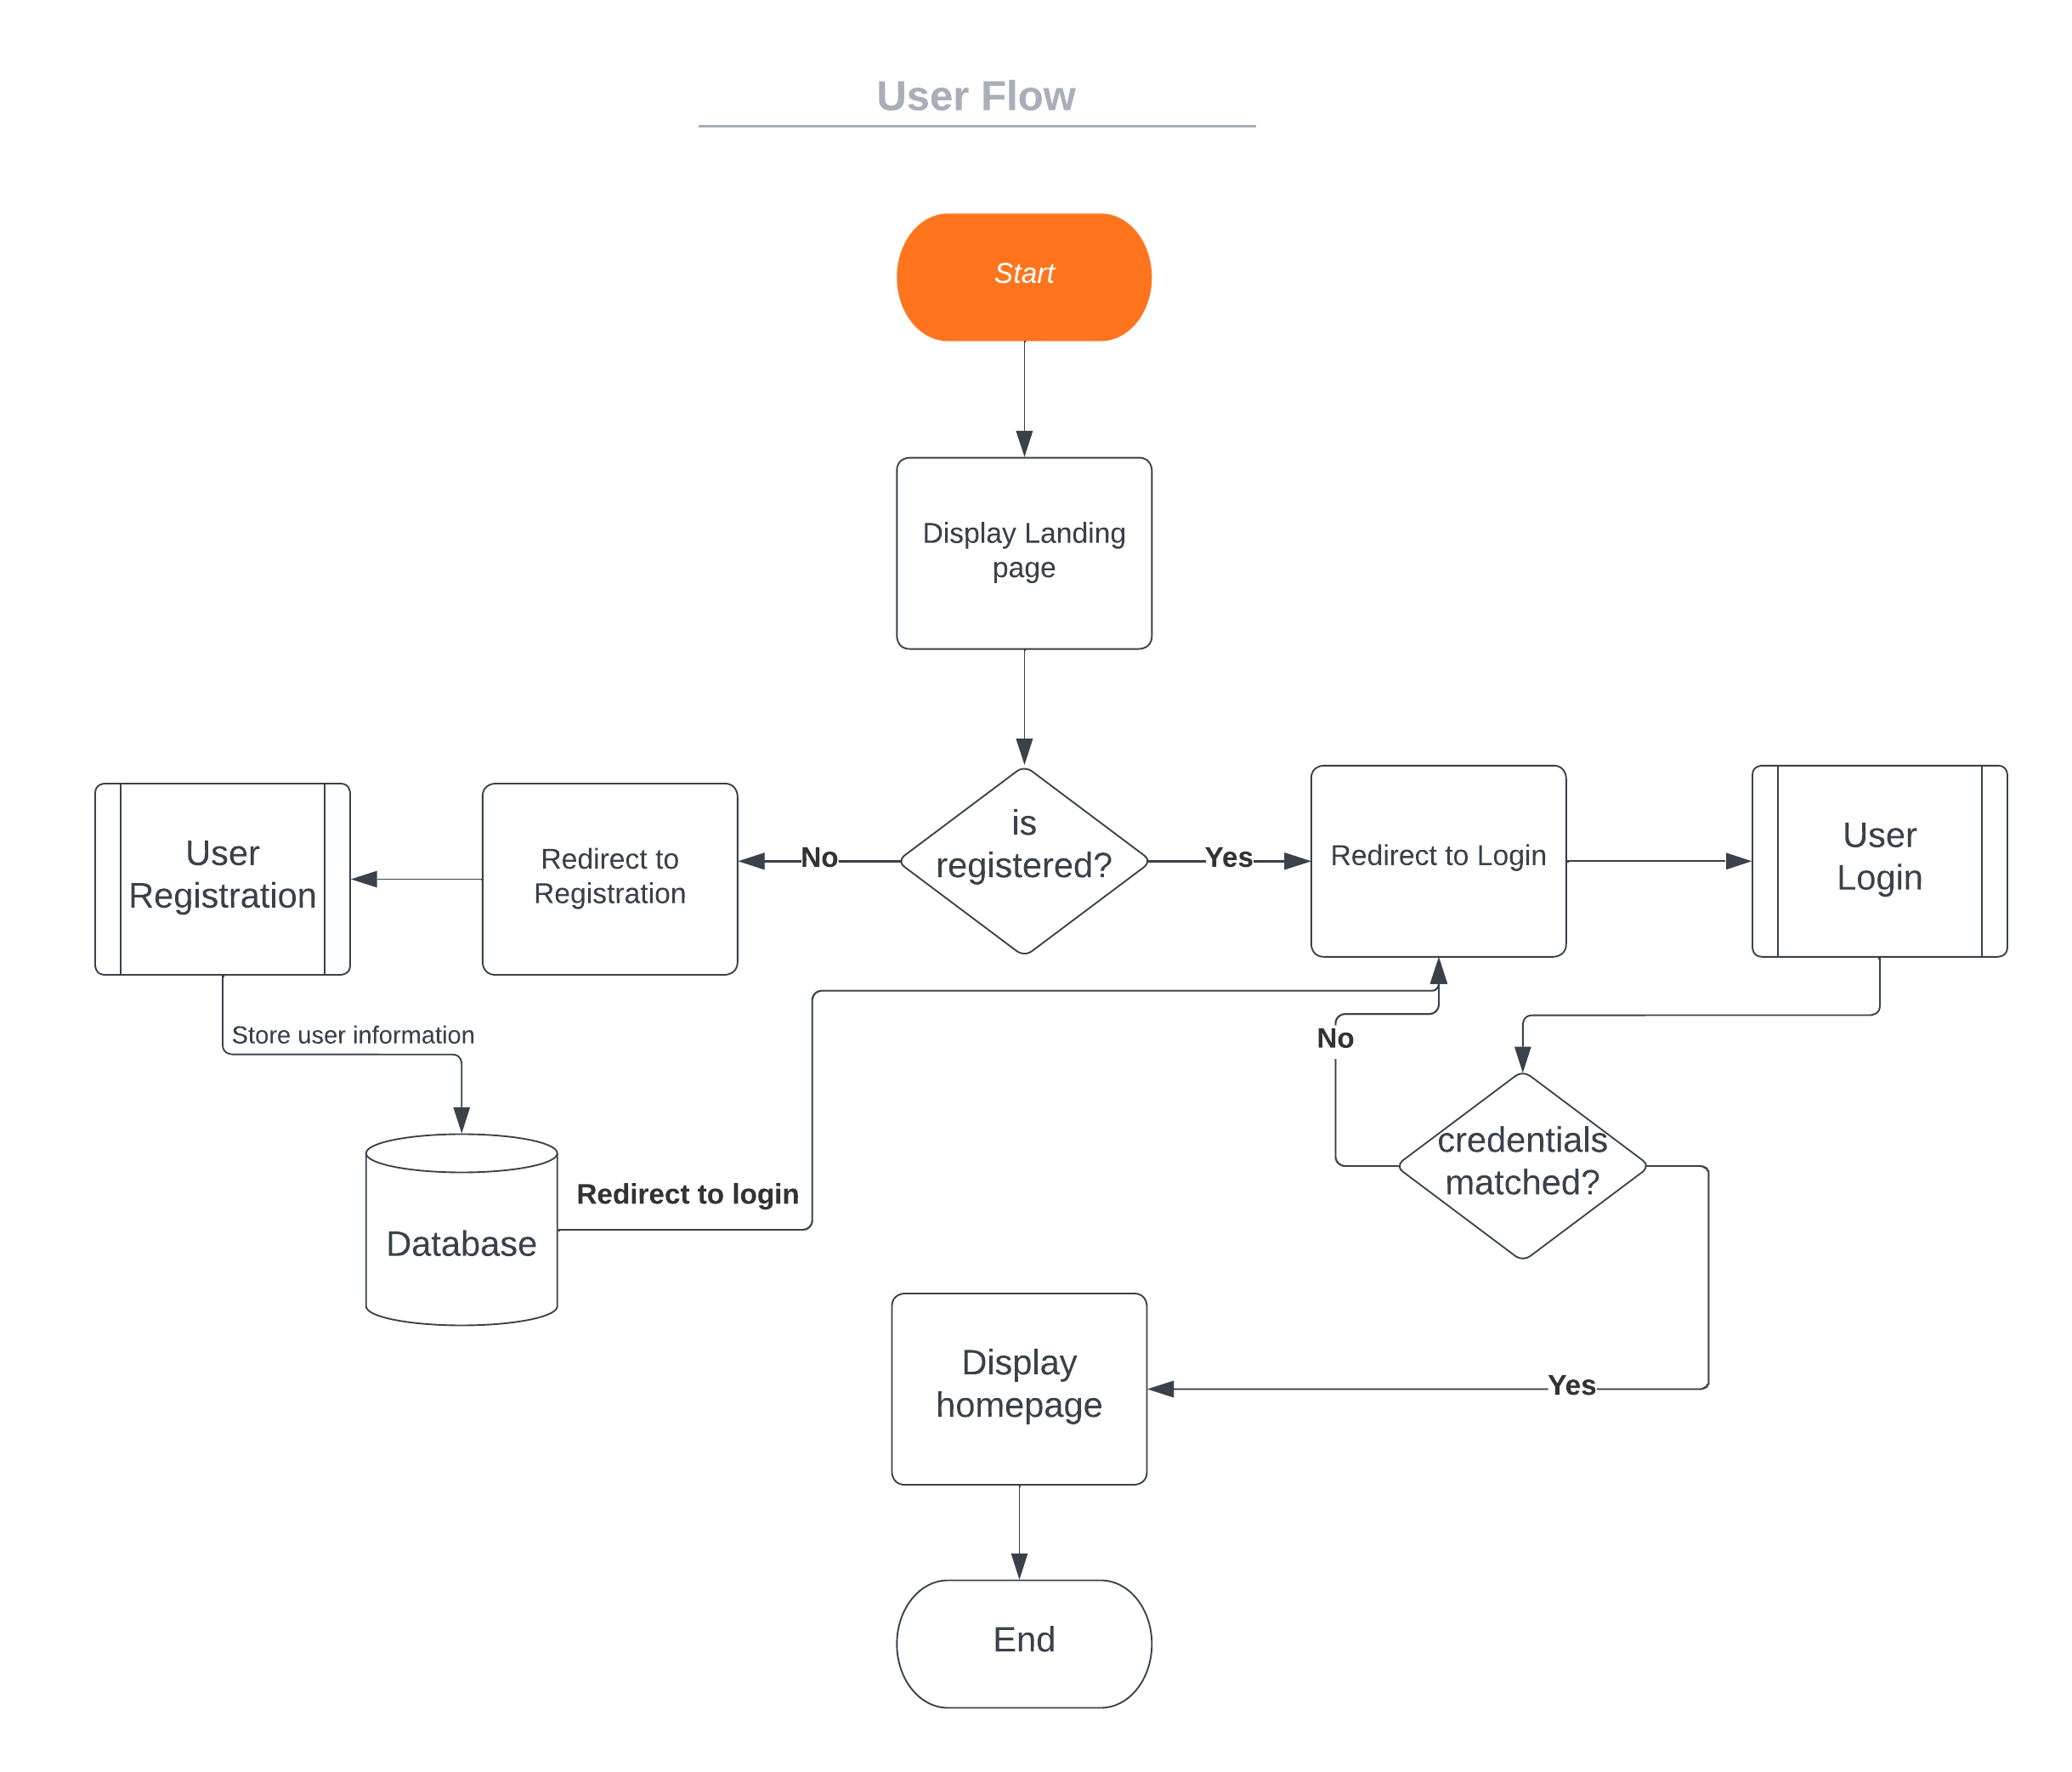 User Flow
Start
Display Landing
page
is
registered?
No
Yes
Redirect to
Registration
User
Registration
Redirect to Login
User
Login
Store user information
Database
Redirect to login
No
credentials
matched?
Yes
Display
homepage
End